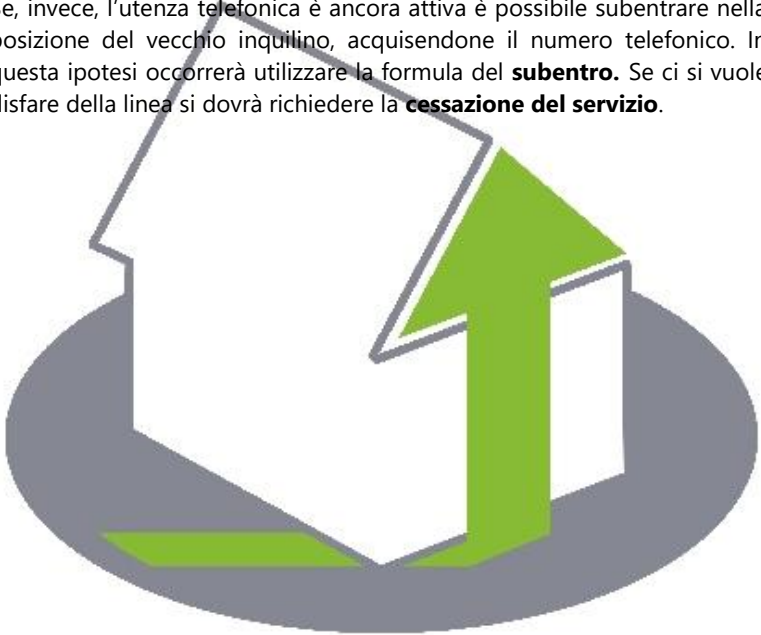 Se, invece, l'utenza telefonica è ancora attiva è possibile subentrare nella
posizione del vecchio inquilino, acquisendone il numero telefonico. In
questa ipotesi occorrerà utilizzare la formula del subentro. Se ci si vuole
disfare della linea si dovrà richiedere la cessazione del servizio.